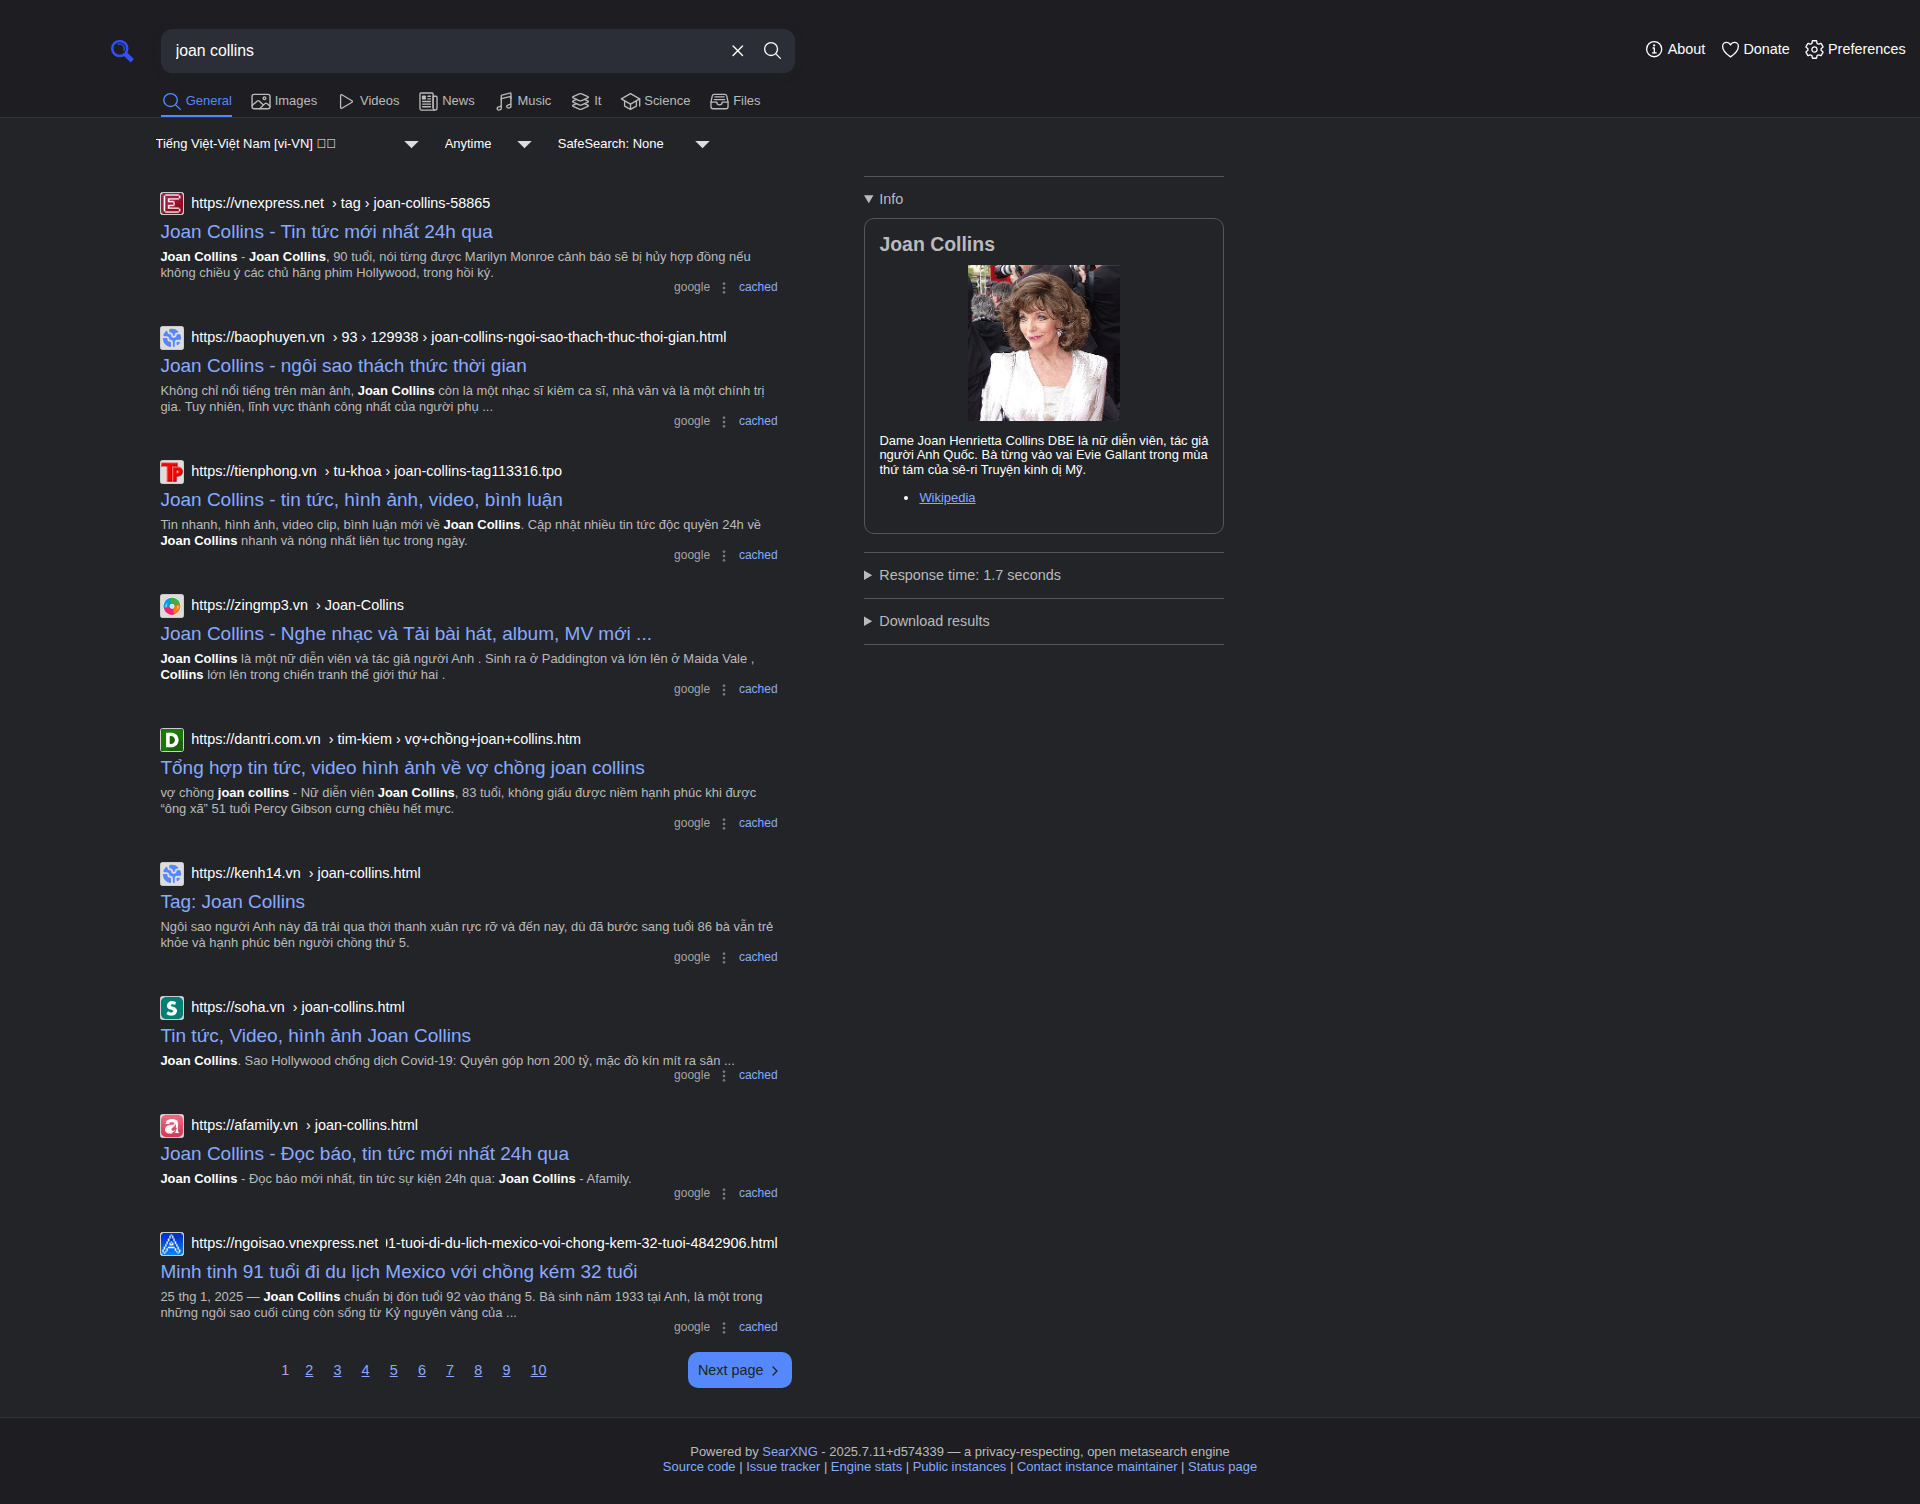 joan collins
About
Donate
Preferences
General
Images
Videos
News
Music
It
Science
Files
Tiếng Việt-Việt Nam [vi-VN]
Anytime
SafeSearch: None
https://vnexpress.net › tag › joan-collins-58865
Joan Collins - Tin tức mới nhất 24h qua
Joan Collins - Joan Collins, 90 tuổi, nói từng được Marilyn Monroe cảnh báo sẽ bị hủy hợp đồng nếu
không chiều ý các chủ hãng phim Hollywood, trong hồi ký.
google
cached
https://baophuyen.vn › 93 › 129938 › joan-collins-ngoi-sao-thach-thuc-thoi-gian.html
Joan Collins - ngôi sao thách thức thời gian
Không chỉ nổi tiếng trên màn ảnh, Joan Collins còn là một nhạc sĩ kiêm ca sĩ, nhà văn và là một chính trị
gia. Tuy nhiên, lĩnh vực thành công nhất của người phụ ...
google
cached
https://tienphong.vn › tu-khoa › joan-collins-tag113316.tpo
Joan Collins - tin tức, hình ảnh, video, bình luận
Tin nhanh, hình ảnh, video clip, bình luận mới về Joan Collins. Cập nhật nhiều tin tức độc quyền 24h về
Joan Collins nhanh và nóng nhất liên tục trong ngày.
google
cached
https://zingmp3.vn › Joan-Collins
Joan Collins - Nghe nhạc và Tải bài hát, album, MV mới ...
Joan Collins là một nữ diễn viên và tác giả người Anh . Sinh ra ở Paddington và lớn lên ở Maida Vale ,
Collins lớn lên trong chiến tranh thế giới thứ hai .
google
cached
https://dantri.com.vn › tim-kiem › vợ+chồng+joan+collins.htm
Tổng hợp tin tức, video hình ảnh về vợ chồng joan collins
vợ chồng joan collins - Nữ diễn viên Joan Collins, 83 tuổi, không giấu được niềm hạnh phúc khi được
“ông xã” 51 tuổi Percy Gibson cưng chiều hết mực.
google
cached
https://kenh14.vn › joan-collins.html
Tag: Joan Collins
Ngôi sao người Anh này đã trải qua thời thanh xuân rực rỡ và đến nay, dù đã bước sang tuổi 86 bà vẫn trẻ
khỏe và hạnh phúc bên người chồng thứ 5.
google
cached
https://soha.vn › joan-collins.html
Tin tức, Video, hình ảnh Joan Collins
Joan Collins. Sao Hollywood chống dịch Covid-19: Quyên góp hơn 200 tỷ, mặc đồ kín mít ra sân ...
google
cached
https://afamily.vn › joan-collins.html
Joan Collins - Đọc báo, tin tức mới nhất 24h qua
Joan Collins - Đọc báo mới nhất, tin tức sự kiện 24h qua: Joan Collins - Afamily.
google
cached
https://ngoisao.vnexpress.net 91-tuoi-di-du-lich-mexico-voi-chong-kem-32-tuoi-4842906.html
Minh tinh 91 tuổi đi du lịch Mexico với chồng kém 32 tuổi
25 thg 1, 2025 — Joan Collins chuẩn bị đón tuổi 92 vào tháng 5. Bà sinh năm 1933 tại Anh, là một trong
những ngôi sao cuối cùng còn sống từ Kỷ nguyên vàng của ...
google
cached
1 2 3 4 5 6 7 8 9 10
Next page
Info
Joan Collins
Dame Joan Henrietta Collins DBE là nữ diễn viên, tác giả
người Anh Quốc. Bà từng vào vai Evie Gallant trong mùa
thứ tám của sê-ri Truyện kinh dị Mỹ.
Wikipedia
Response time: 1.7 seconds
Download results
Powered by SearXNG - 2025.7.11+d574339 — a privacy-respecting, open metasearch engine
Source code | Issue tracker | Engine stats | Public instances | Contact instance maintainer | Status page